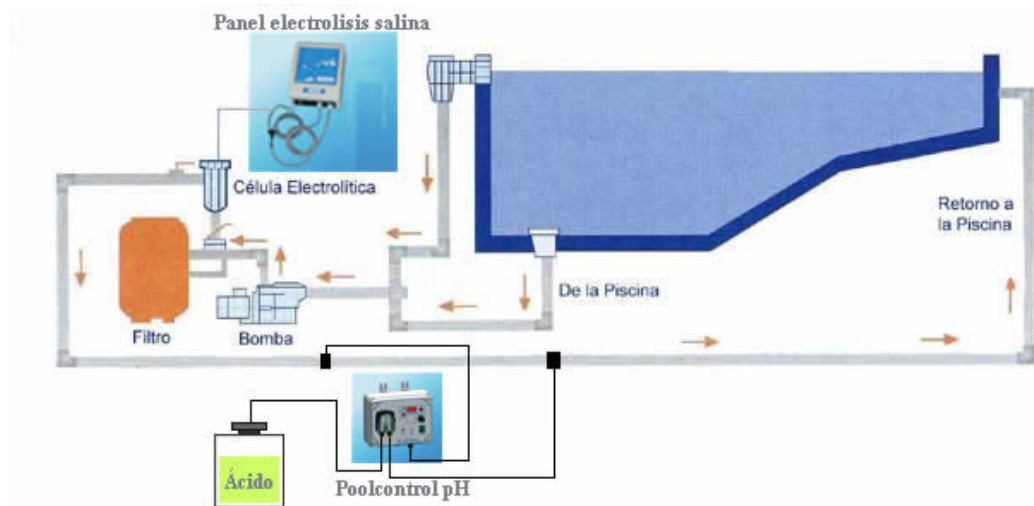 Panel electrolisis salina
Célula Electrolítica
Retorno a
la Piscina
De la Piscina
Filtro
Bomba
Ácido
Poolcontrol pH